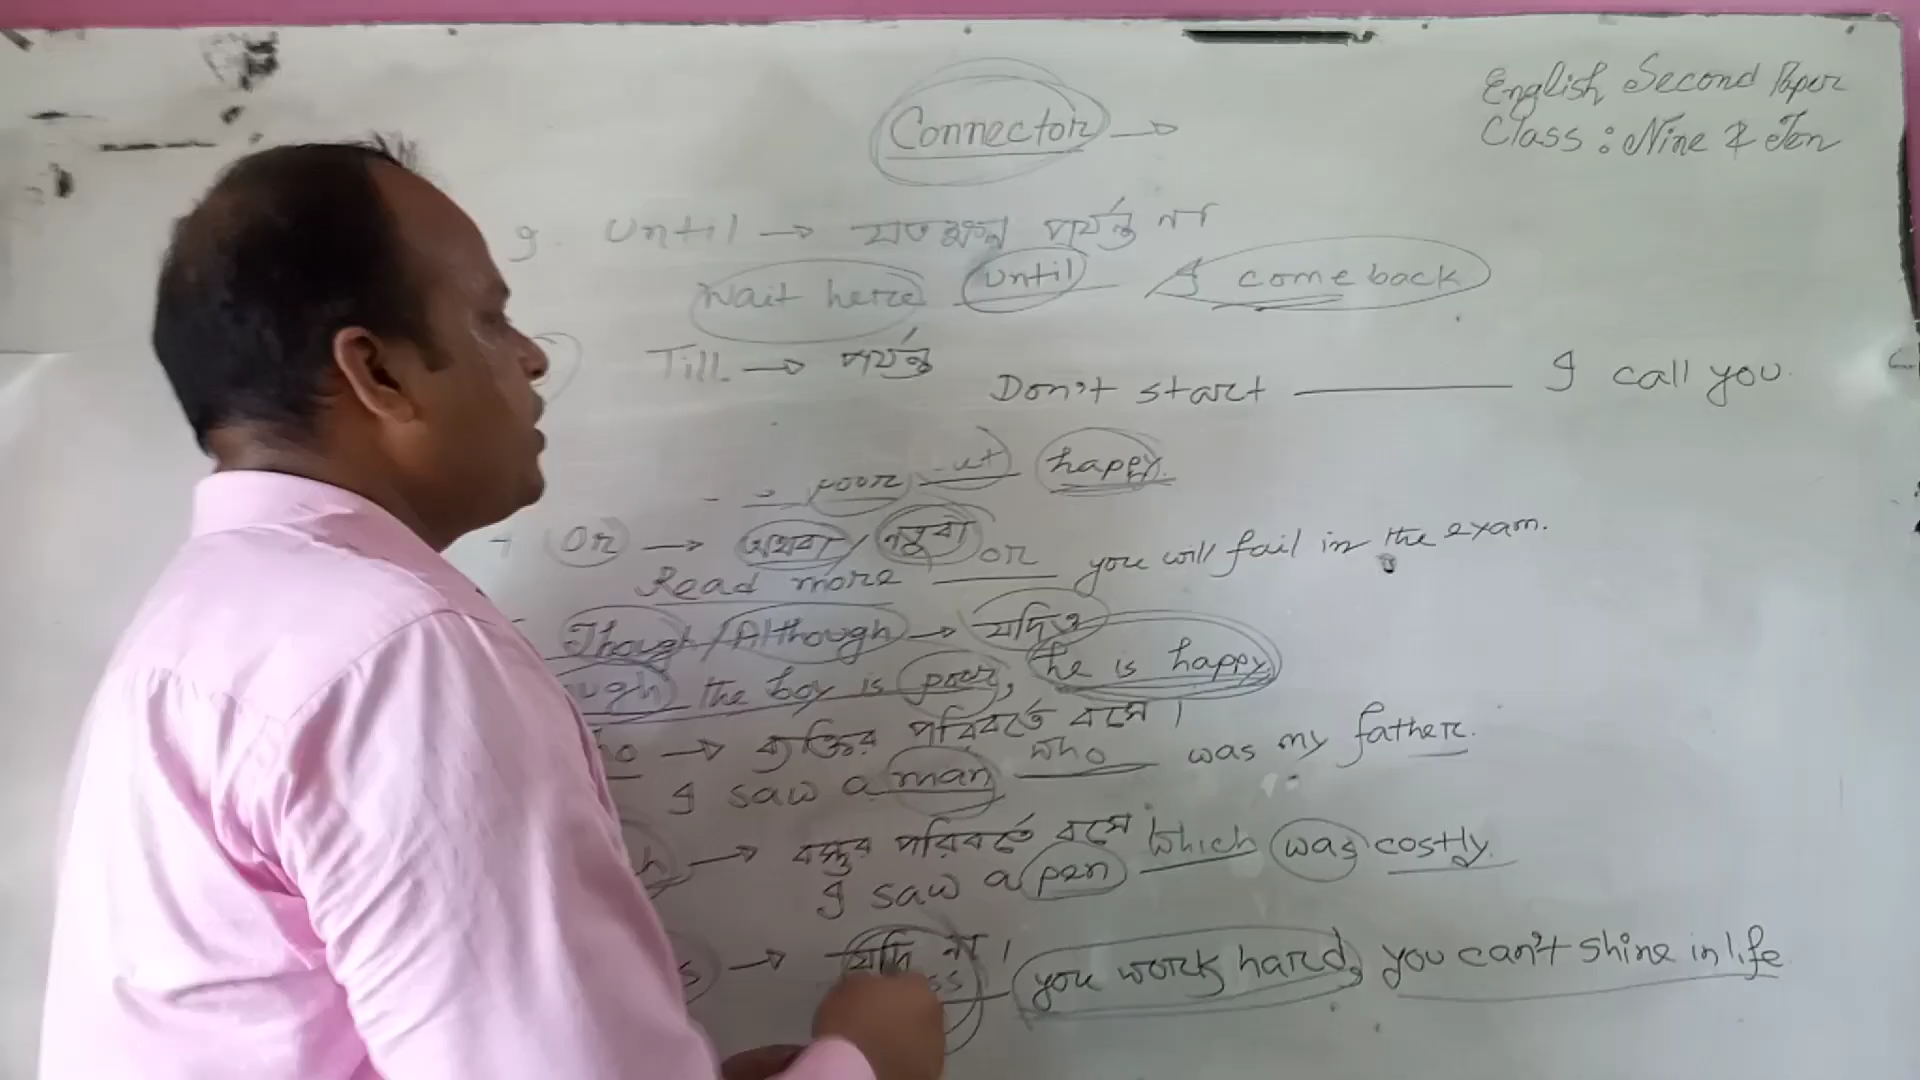 English Second Paper
Class : Nine & Ten
Connector →
9. Until → যতক্ষন পর্যন্ত না
Wait here until I come back
Till → পর্যন্ত
Don't start ______ I call you.
poor happy.
Or → অথবা / নতুবা
Read more or you will fail in the exam.
Though / Although → যদিও
the boy is poor, he is happy
→ ব্যক্তির পরিবর্তে বসে।
I saw a man who was my father.
→ বস্তুর পরিবর্তে বসে।
I saw a pen which was costly.
→ যদি না।
you work hard, you can't shine in life